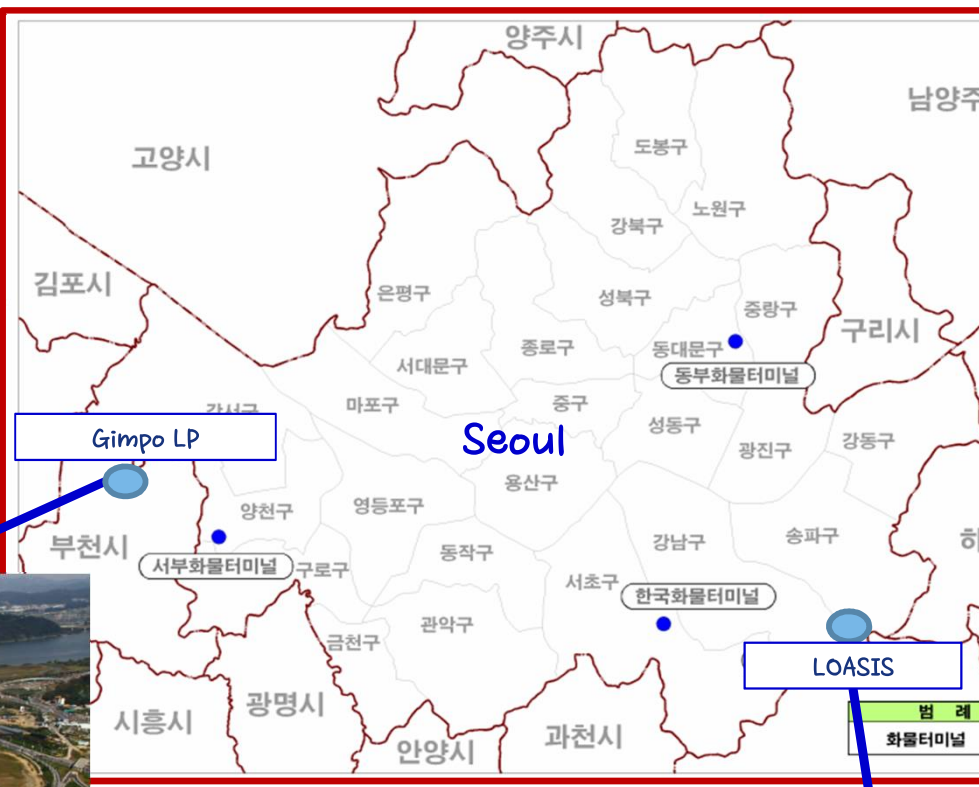 양주시
남양주
고양시
도봉구
노원구
강북구
김포시
은평구
성북구
중랑구
구리시
종로구
동대문구
서대문구
동부화물터미널
마포구
중구
강서구
성동구
Gimpo LP
Seoul
강동구
광진구
용산구
양천구
영등포구
송파구
강남구
부천시
동작구
서부화물터미널
구로구
서초구
한국화물터미널
관악구
금천구
LOASIS
광명시
시흥시
과천시
안양시
범 례
화물터미널